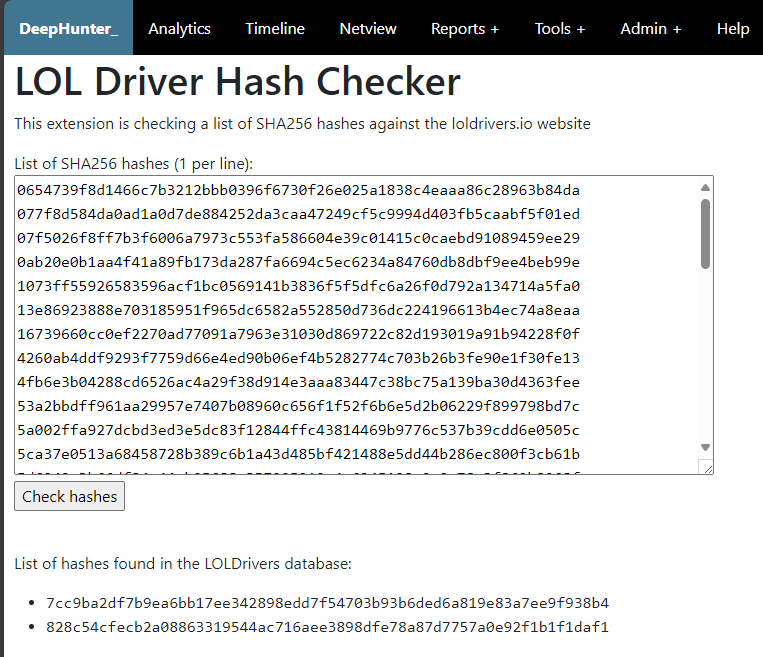 DeepHunter_ Analytics Timeline Netview Reports + Tools + Admin + Help
LOL Driver Hash Checker
This extension is checking a list of SHA256 hashes against the loldrivers.io website
List of SHA256 hashes (1 per line):
0654739f8d1466c7b3212bbb0396f6730f26e025a1838c4eaaa86c28963b84da
077f8d584da0ad1a0d7de884252da3caa47249cf5c9994d403fb5caabf5f01ed
07f5026f8ff7b3f6006a7973c553fa586604e39c01415c0caebd91089459ee29
0ab20e0b1aa4f41a89fb173da287fa6694c5ec6234a84760db8dbf9ee4beb99e
1073ff55926583596acf1bc0569141b3836f5f5dfc6a26f0d792a134714a5fa0
13e86923888e703185951f965dc6582a552850d736dc224196613b4ec74a8eaa
16739660cc0ef2270ad77091a7963e31030d869722c82d193019a91b94228f0f
4260ab4ddf9293f7759d66e4ed90b06ef4b5282774c703b26b3fe90e1f30fe13
4fb6e3b04288cd6526ac4a29f38d914e3aaa83447c38bc75a139ba30d4363fee
53a2bbdff961aa29957e7407b08960c656f1f52f6b6e5d2b06229f899798bd7c
5a002ffa927dcbd3ed3e5dc83f12844ffc43814469b9776c537b39cdd6e0505c
5ca37e0513a68458728b389c6b1a43d485bf421488e5dd44b286ec800f3cb61b
Check hashes
List of hashes found in the LOLDrivers database:
7cc9ba2df7b9ea6bb17ee342898edd7f54703b93b6ded6a819e83a7ee9f938b4
828c54cfecb2a08863319544ac716aee3898dfe78a87d7757a0e92f1b1f1daf1